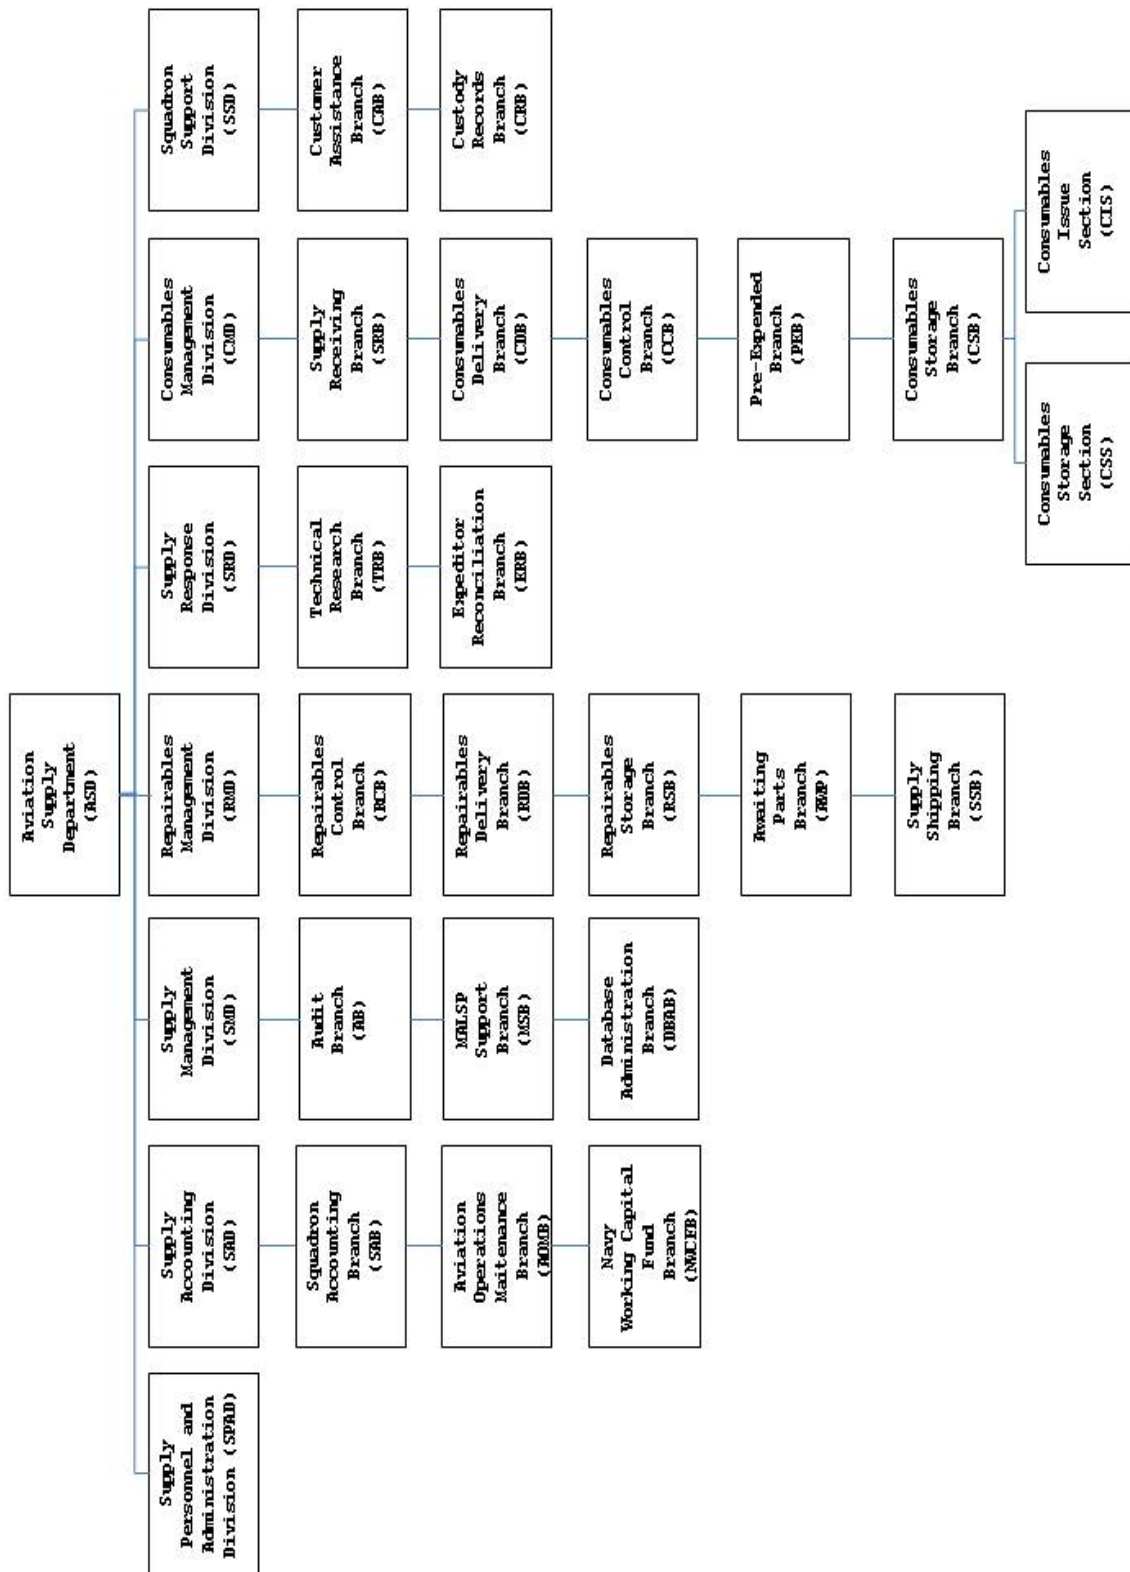 Aviation
Supply
Department
(ASD)
Supply
Personnel and
Administration
Division (SPAD)
Supply
Accounting
Division
(SAD)
Squadron
Accounting
Branch
(SAB)
Aviation
Operations
Maitenance
Branch
(AOMB)
Navy
Working Capital
Fund
Branch
(NWCFB)
Supply
Management
Division
(SMD)
Audit
Branch
(AB)
MALSP
Support
Branch
(MSB)
Database
Administration
Branch
(DBAB)
Repairables
Management
Division
(RMD)
Repairables
Control
Branch
(RCB)
Repairables
Delivery
Branch
(RDB)
Repairables
Storage
Branch
(RSB)
Awaiting
Parts
Branch
(AWP)
Supply
Shipping
Branch
(SSB)
Supply
Response
Division
(SRD)
Technical
Research
Branch
(TRB)
Expeditor
Reconciliation
Branch
(ERB)
Consumables
Management
Division
(CMD)
Supply
Receiving
Branch
(SRB)
Consumables
Delivery
Branch
(CDB)
Consumables
Control
Branch
(CCB)
Pre-Expended
Branch
(PEB)
Consumables
Storage
Branch
(CSB)
Consumables
Storage
Section
(CSS)
Consumables
Issue
Section
(CIS)
Squadron
Support
Division
(SSD)
Customer
Assistance
Branch
(CAB)
Custody
Records
Branch
(CRB)